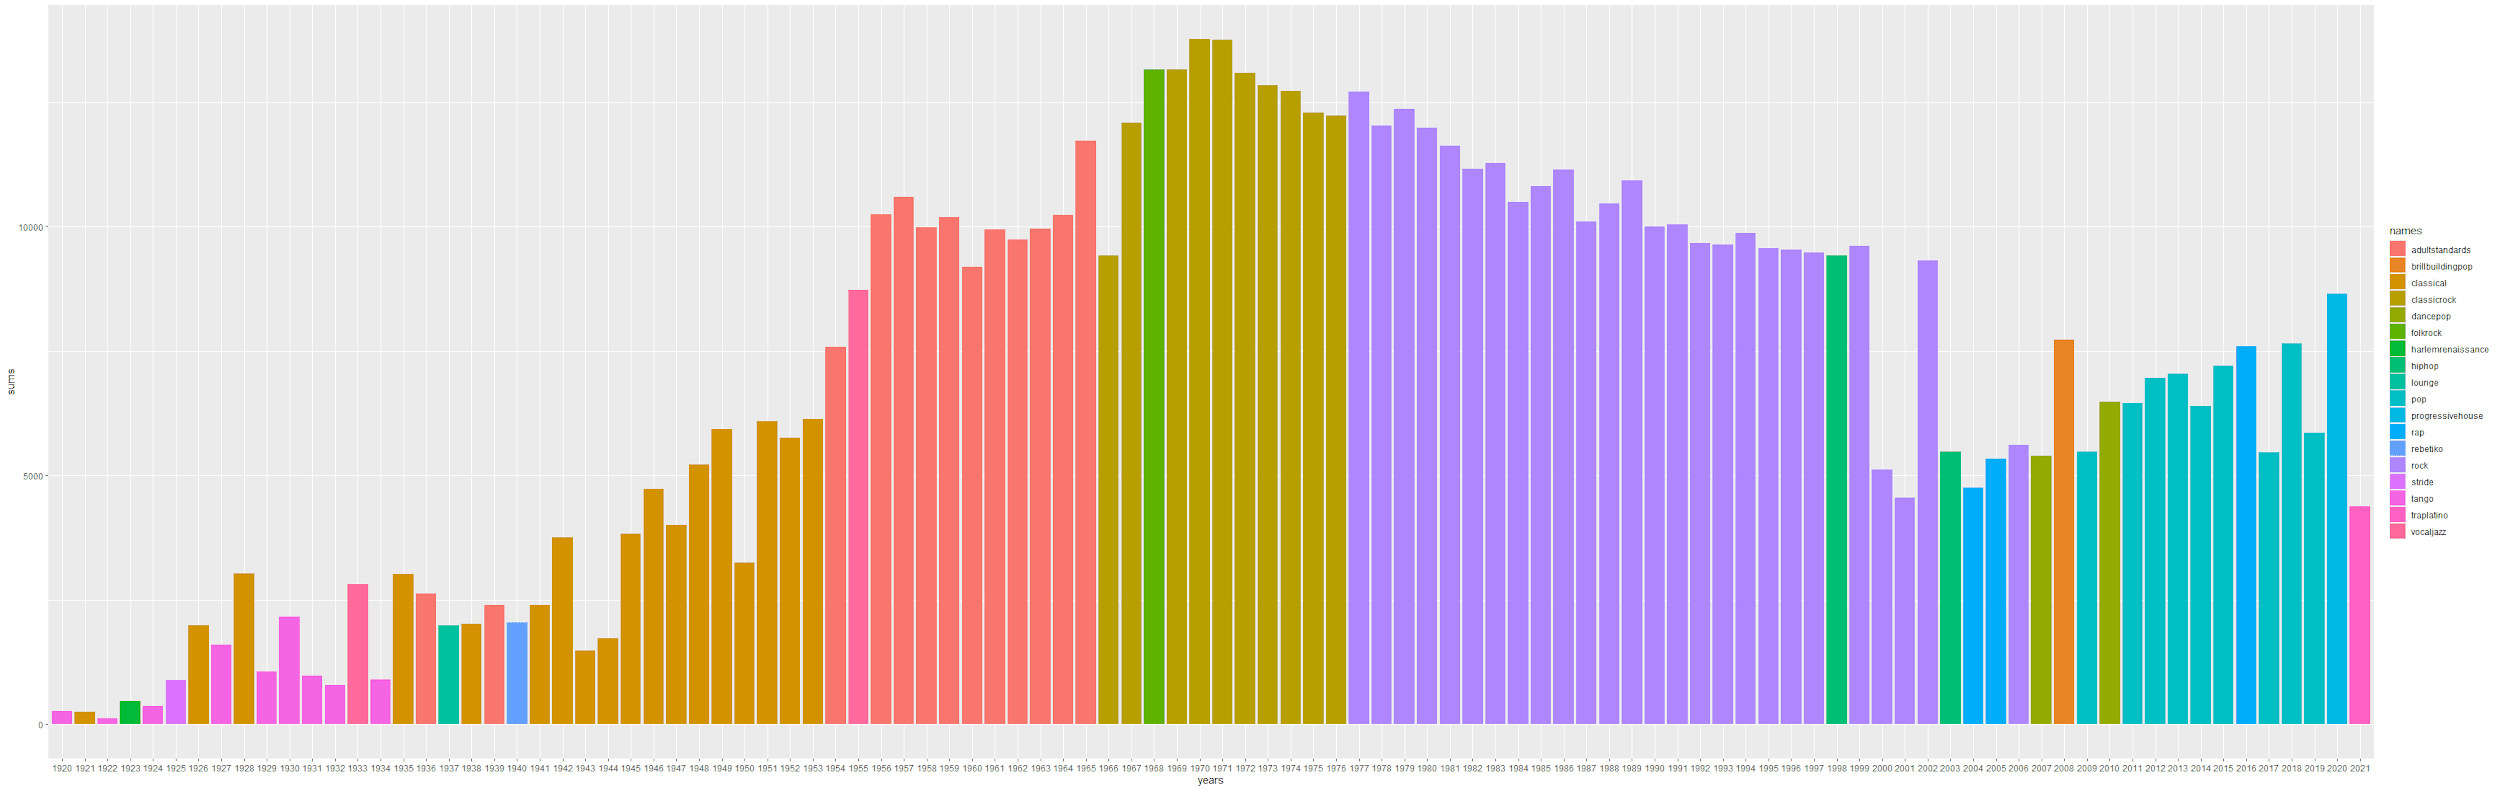 10000
5000
0
sums
1920 1921 1922 1923 1924 1925 1926 1927 1928 1929 1930 1931 1932 1933 1934 1935 1936 1937 1938 1939 1940 1941 1942 1943 1944 1945 1946 1947 1948 1949 1950 1951 1952 1953 1954 1955 1956 1957 1958 1959 1960 1961 1962 1963 1964 1965 1966 1967 1968 1969 1970 1971 1972 1973 1974 1975 1976 1977 1978 1979 1980 1981 1982 1983 1984 1985 1986 1987 1988 1989 1990 1991 1992 1993 1994 1995 1996 1997 1998 1999 2000 2001 2002 2003 2004 2005 2006 2007 2008 2009 2010 2011 2012 2013 2014 2015 2016 2017 2018 2019 2020 2021
years
names
adultstandards
brillbuildingpop
classical
classicrock
dancepop
folkrock
harlemrenaissance
hiphop
lounge
pop
progressivehouse
rap
rebetiko
rock
stride
tango
traplatino
vocaljazz